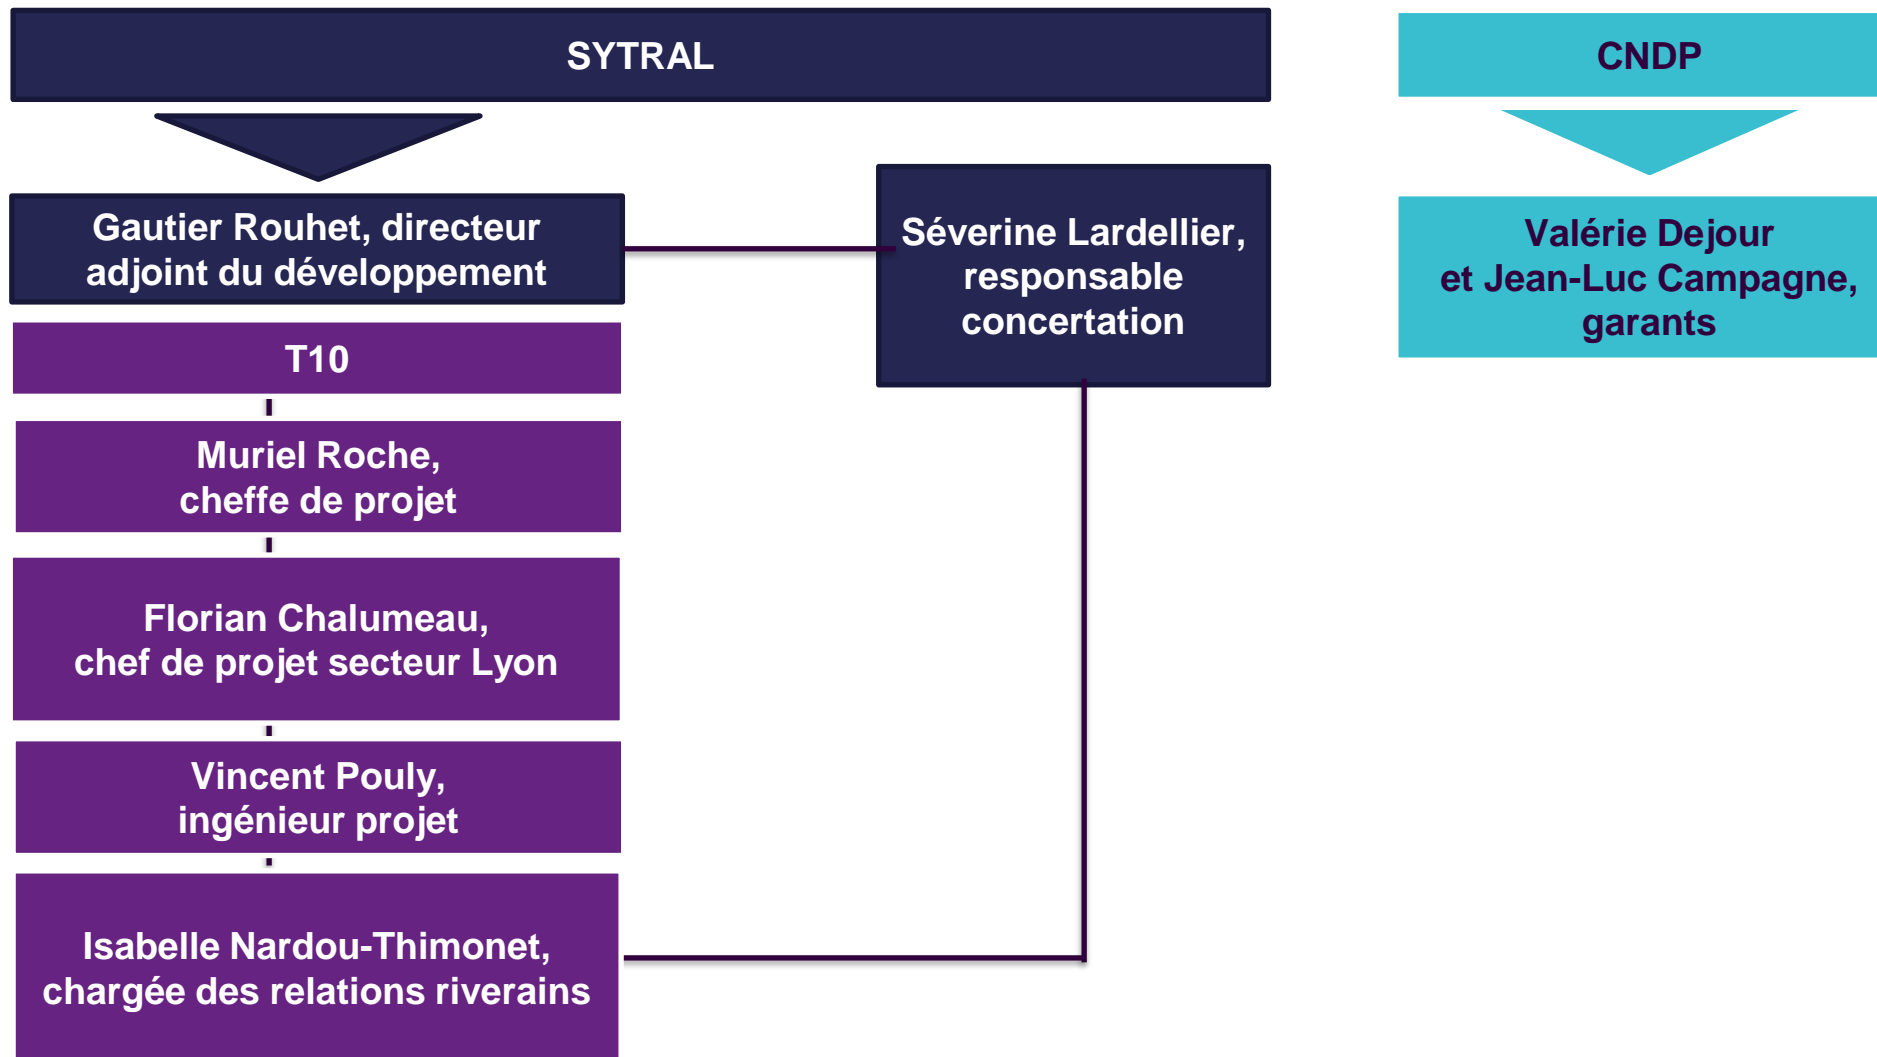 SYTRAL
Gautier Rouhet, directeur
adjoint du développement
Séverine Lardellier,
responsable
concertation
T10
Muriel Roche,
cheffe de projet
Florian Chalumeau,
chef de projet secteur Lyon
Vincent Pouly,
ingénieur projet
Isabelle Nardou-Thimonet,
chargée des relations riverains
CNDP
Valérie Dejour
et Jean-Luc Campagne,
garants